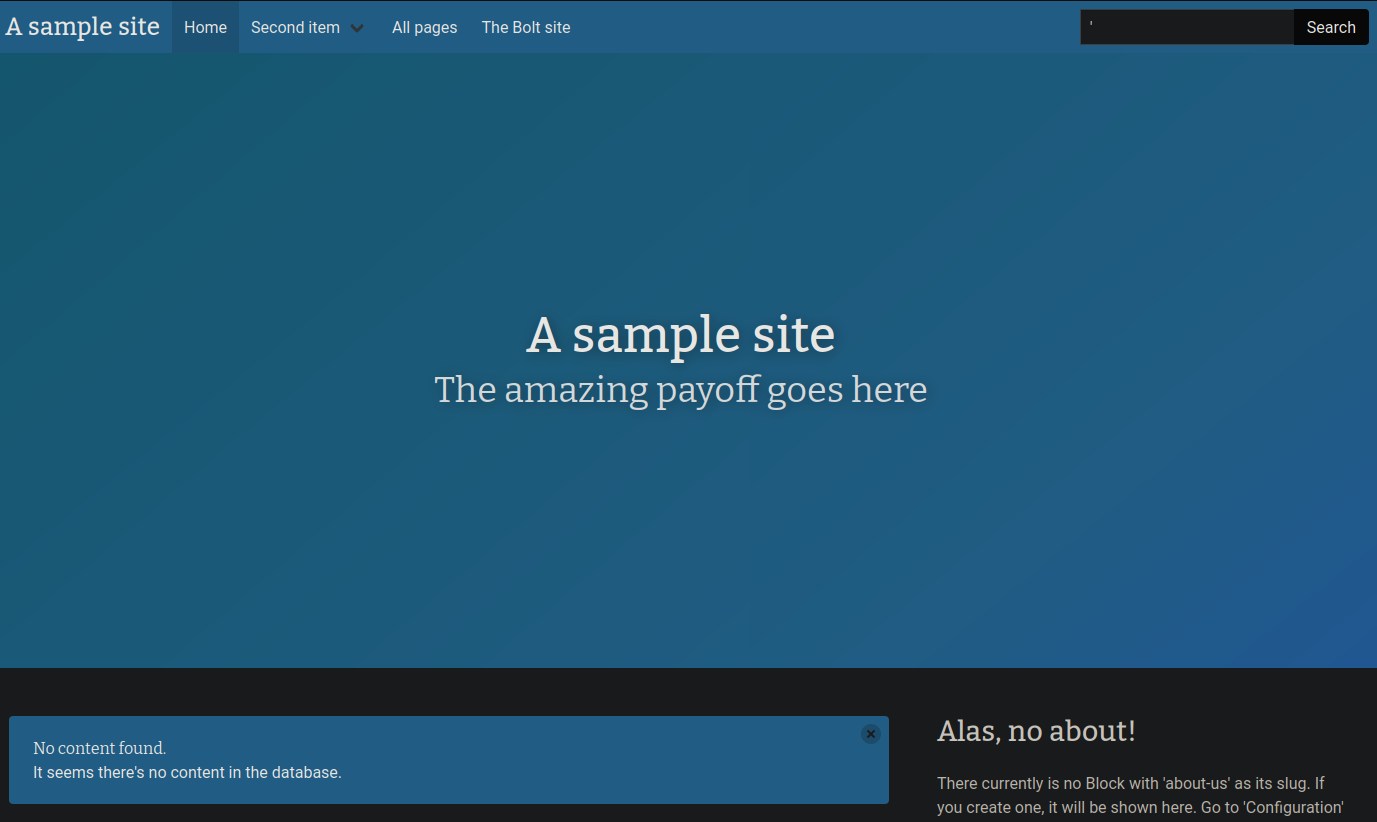 A sample site Home Second item All pages The Bolt site ' Search
A sample site
The amazing payoff goes here
No content found.
It seems there's no content in the database.
Alas, no about!
There currently is no Block with 'about-us' as its slug. If
you create one, it will be shown here. Go to 'Configuration'